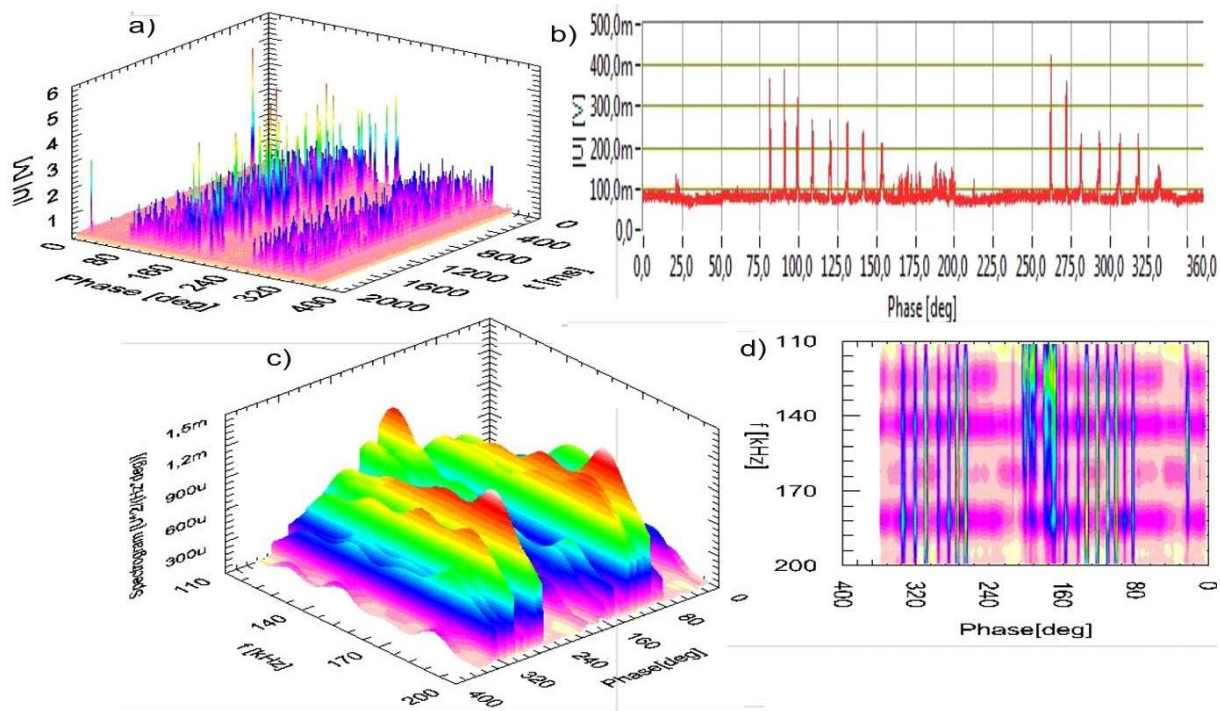 a)
|U| [V]
6
5
4
3
2
1
0
80
160
240
320
400
Phase [deg]
0
400
800
1200
1600
2000
t [ms]
b)
|U| [V]
500,0m
400,0m
300,0m
200,0m
100,0m
0,0
0,0 25,0 50,0 75,0 100,0 125,0 150,0 175,0 200,0 225,0 250,0 275,0 300,0 325,0 360,0
Phase [deg]
c)
Spectrogram [U^2/(Hz deg)]
1,5m
1,2m
900u
600u
300u
110
140
170
200
f [kHz]
0
80
160
240
320
400
Phase[deg]
d)
f [kHz]
110
140
170
200
400 320 240 160 80 0
Phase[deg]